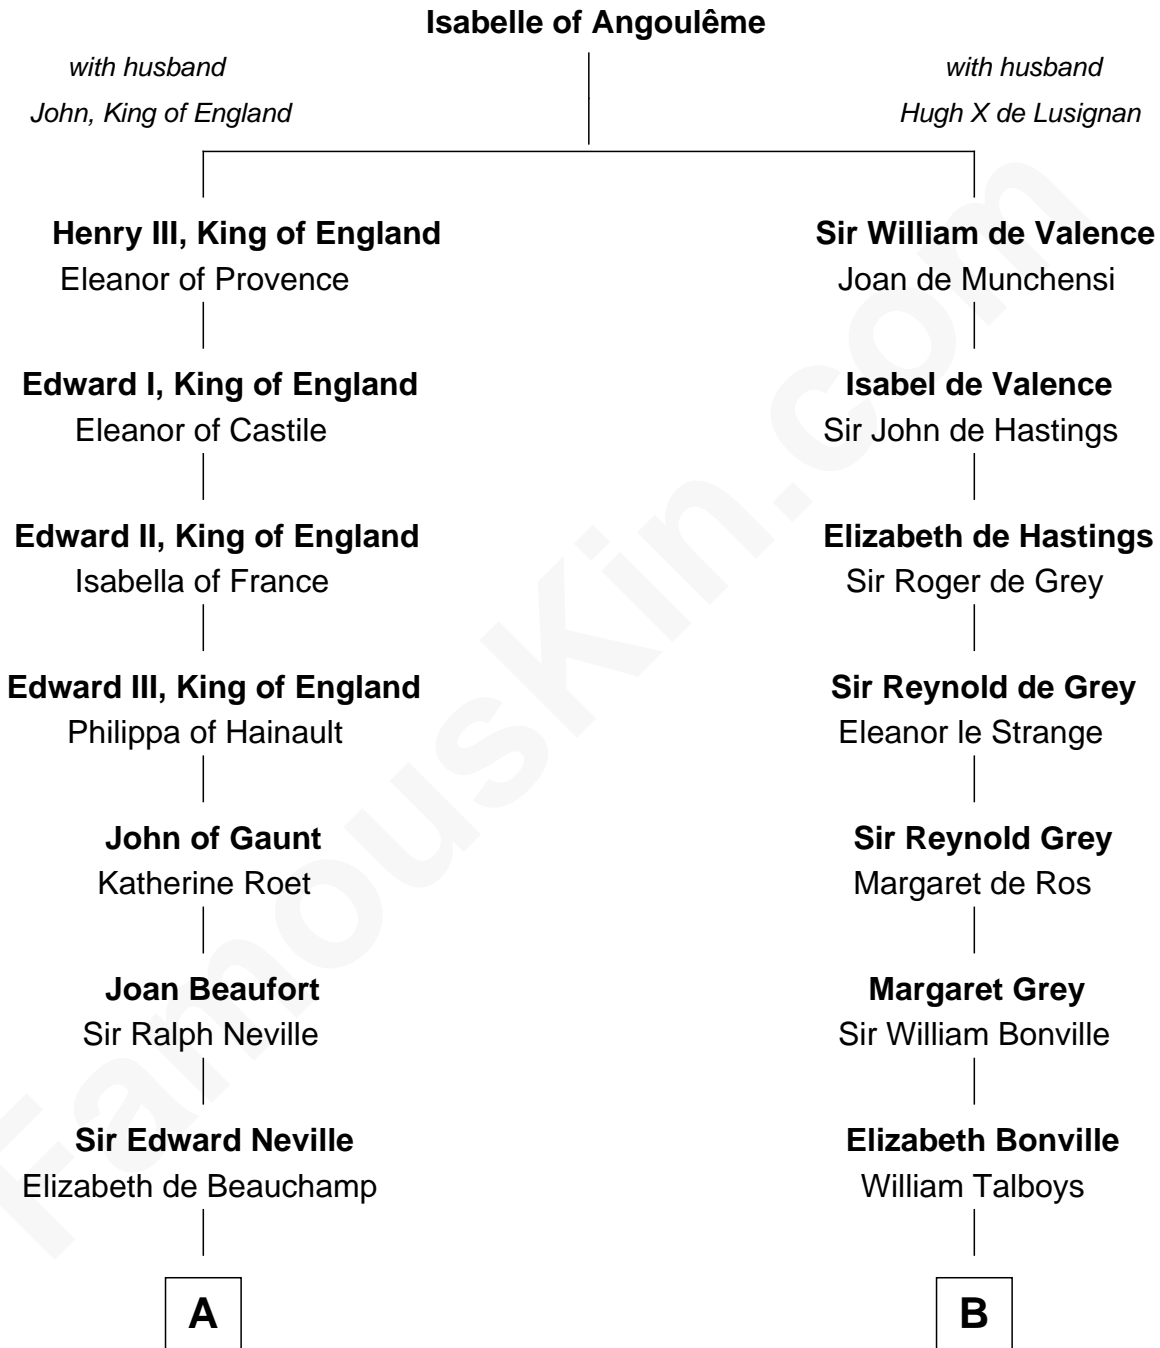 Isabelle of Angoulême
with husband
John, King of England
with husband
Hugh X de Lusignan
Henry III, King of England
Eleanor of Provence
Sir William de Valence
Joan de Munchensi
Edward I, King of England
Eleanor of Castile
Isabel de Valence
Sir John de Hastings
Edward II, King of England
Isabella of France
Elizabeth de Hastings
Sir Roger de Grey
Edward III, King of England
Philippa of Hainault
Sir Reynold de Grey
Eleanor le Strange
John of Gaunt
Katherine Roet
Sir Reynold Grey
Margaret de Ros
Joan Beaufort
Sir Ralph Neville
Margaret Grey
Sir William Bonville
Sir Edward Neville
Elizabeth de Beauchamp
Elizabeth Bonville
William Talboys
A
B
FamousKin.com